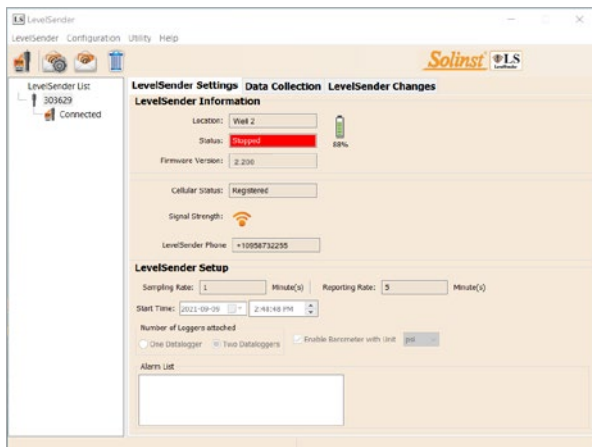 LS LevelSender
LevelSender Configuration Utility Help
Solinst LS
LevelSender
LevelSender List
303629
Connected
LevelSender Settings Data Collection LevelSender Changes
LevelSender Information
Location: Well 2
Status: Stopped
88%
Firmware Version: 2.200
Cellular Status: Registered
Signal Strength:
LevelSender Phone +10958732255
LevelSender Setup
Sampling Rate: 1 Minute(s) Reporting Rate: 5 Minute(s)
Start Time: 2021-09-09 2:48:48 PM
Number of Loggers attached
One Datalogger Two Dataloggers Enable Barometer with Unit psi
Alarm List